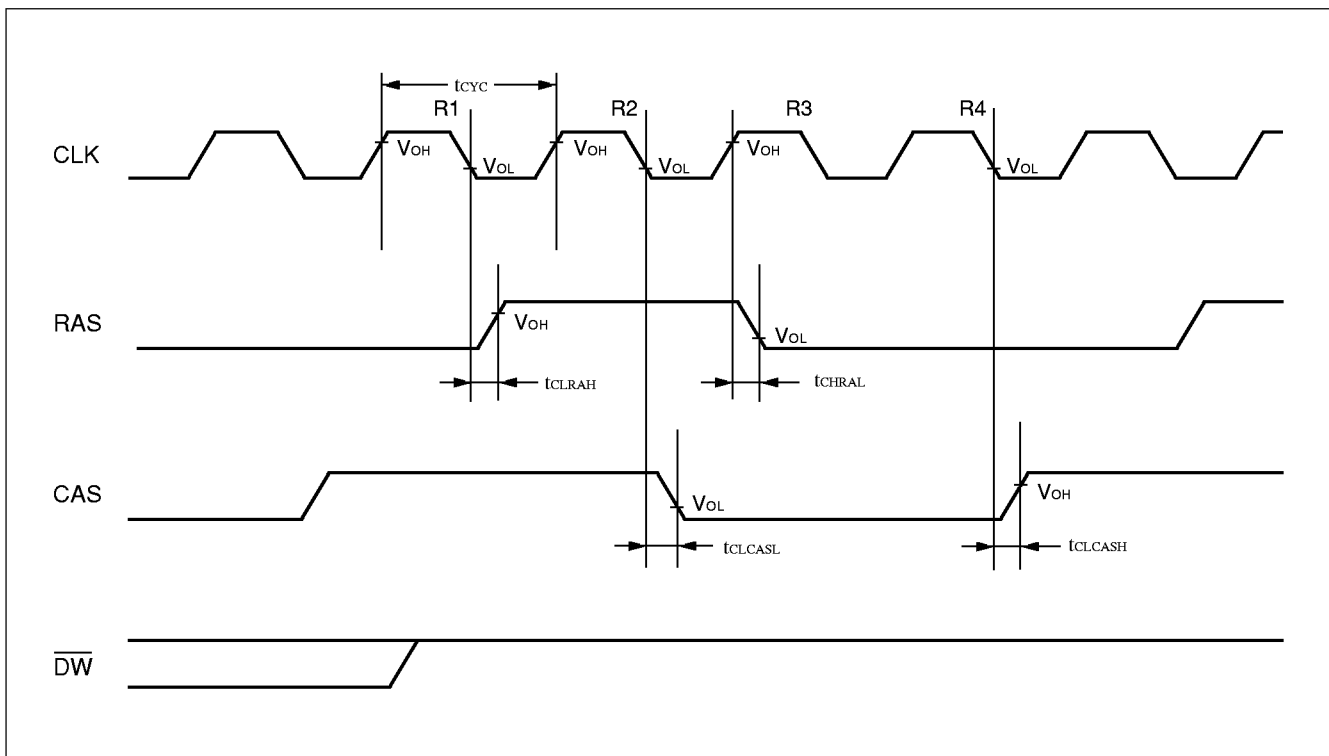 tCYC
R1 R2 R3 R4
CLK VOH VOL VOH VOL VOH VOL
RAS VOH VOL
tCLRAH tCHRAL
CAS VOL VOH
tCLCASL tCLCASH
DW